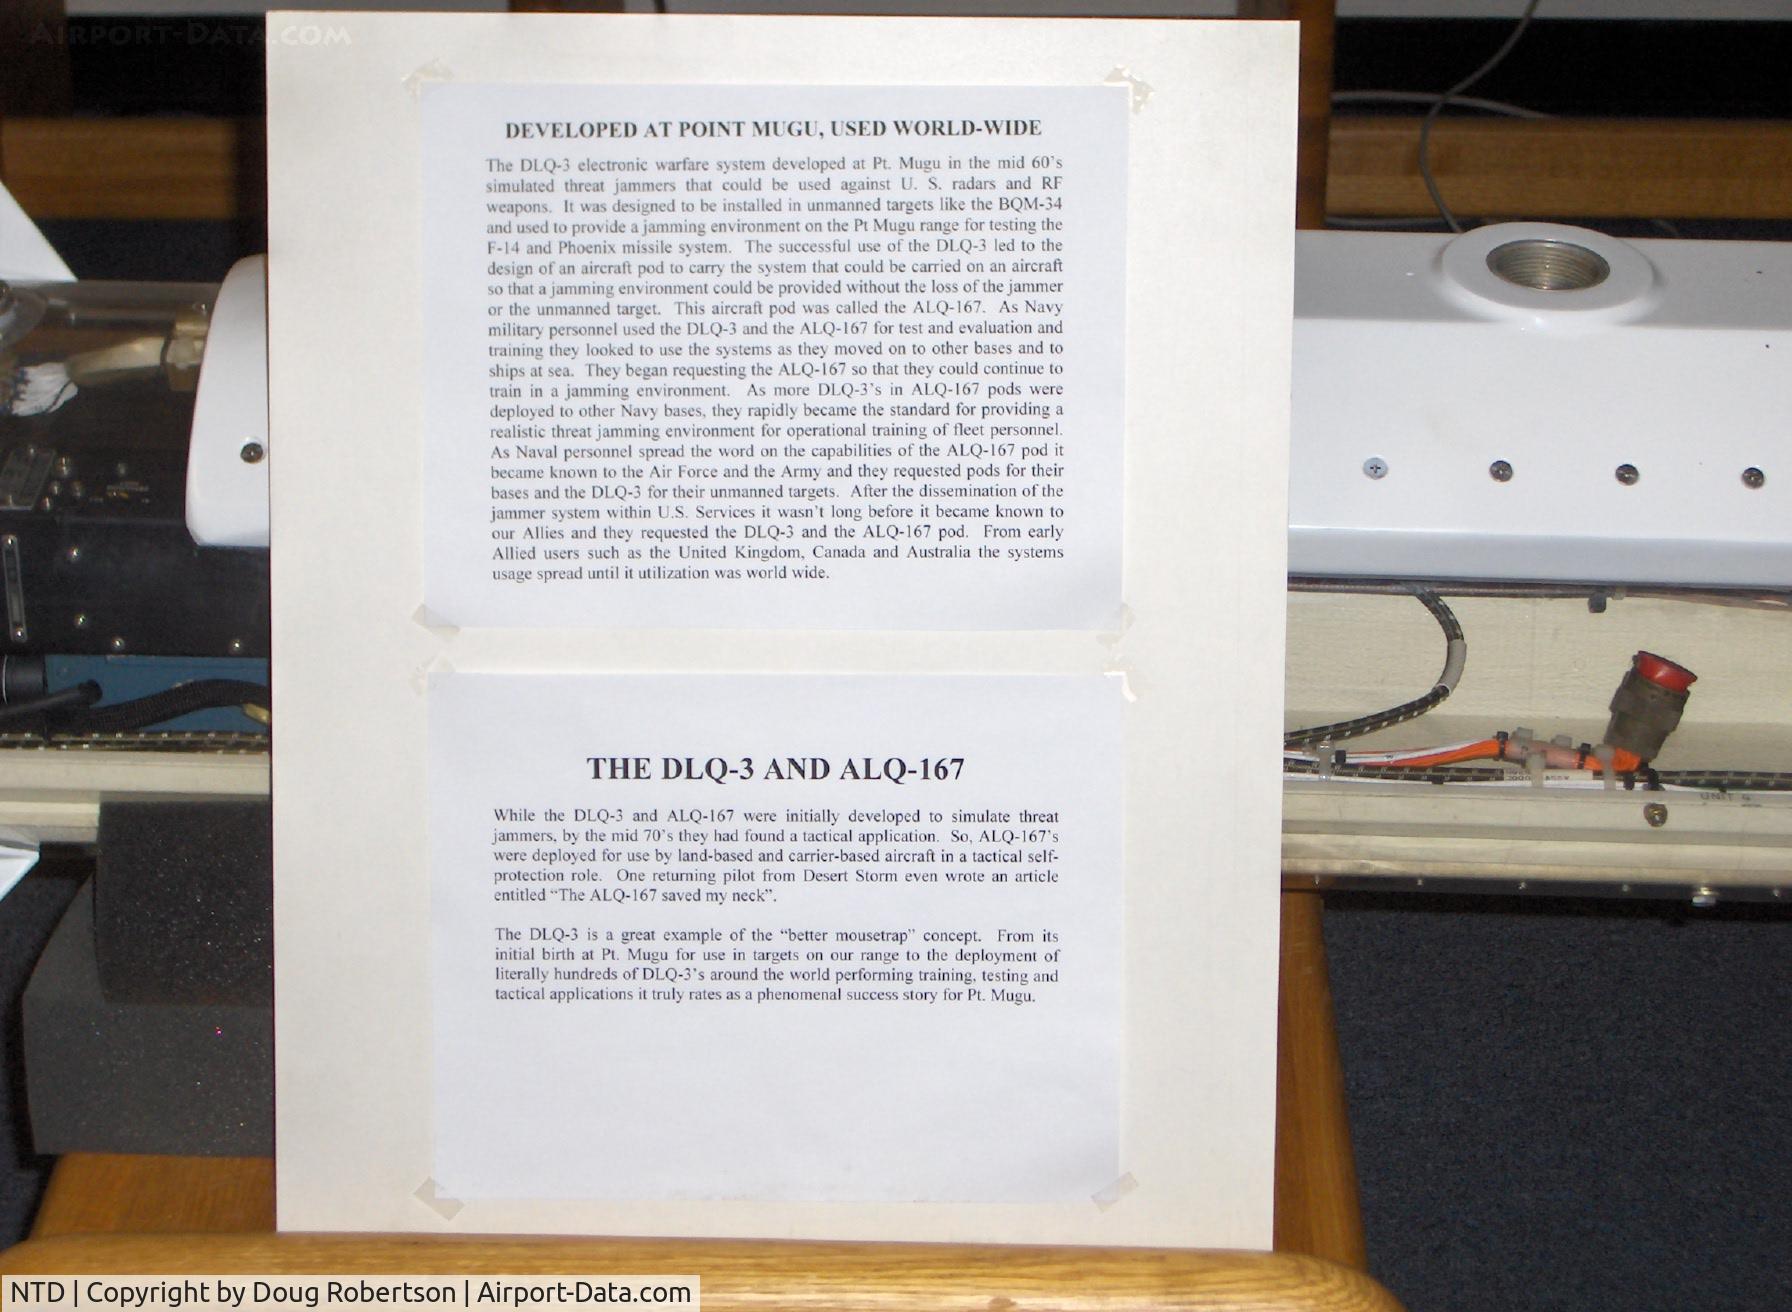 AIRPORT-DATA.COM
DEVELOPED AT POINT MUGU, USED WORLD-WIDE
The DLQ-3 electronic warfare system developed at Pt. Mugu in the mid 60's
simulated threat jammers that could be used against U. S. radars and RF
weapons. It was designed to be installed in unmanned targets like the BQM-34
and used to provide a jamming environment on the Pt Mugu range for testing the
F-14 and Phoenix missile system. The successful use of the DLQ-3 led to the
design of an aircraft pod to carry the system that could be carried on an aircraft
so that a jamming environment could be provided without the loss of the jammer
or the unmanned target. This aircraft pod was called the ALQ-167. As Navy
military personnel used the DLQ-3 and the ALQ-167 for test and evaluation and
training they looked to use the systems as they moved on to other bases and to
ships at sea. They began requesting the ALQ-167 so that they could continue to
train in a jamming environment. As more DLQ-3's in ALQ-167 pods were
deployed to other Navy bases, they rapidly became the standard for providing a
realistic threat jamming environment for operational training of fleet personnel.
As Naval personnel spread the word on the capabilities of the ALQ-167 pod it
became known to the Air Force and the Army and they requested pods for their
bases and the DLQ-3 for their unmanned targets. After the dissemination of the
jammer system within U.S. Services it wasn't long before it became known to
our Allies and they requested the DLQ-3 and the ALQ-167 pod. From early
Allied users such as the United Kingdom, Canada and Australia the systems
usage spread until it utilization was world wide.
THE DLQ-3 AND ALQ-167
While the DLQ-3 and ALQ-167 were initially developed to simulate threat
jammers, by the mid 70's they had found a tactical application. So, ALQ-167's
were deployed for use by land-based and carrier-based aircraft in a tactical self-
protection role. One returning pilot from Desert Storm even wrote an article
entitled "The ALQ-167 saved my neck".
The DLQ-3 is a great example of the "better mousetrap" concept. From its
initial birth at Pt. Mugu for use in targets on our range to the deployment of
literally hundreds of DLQ-3's around the world performing training, testing and
tactical applications it truly rates as a phenomenal success story for Pt. Mugu.
UNIT
NTD | Copyright by Doug Robertson | Airport-Data.com